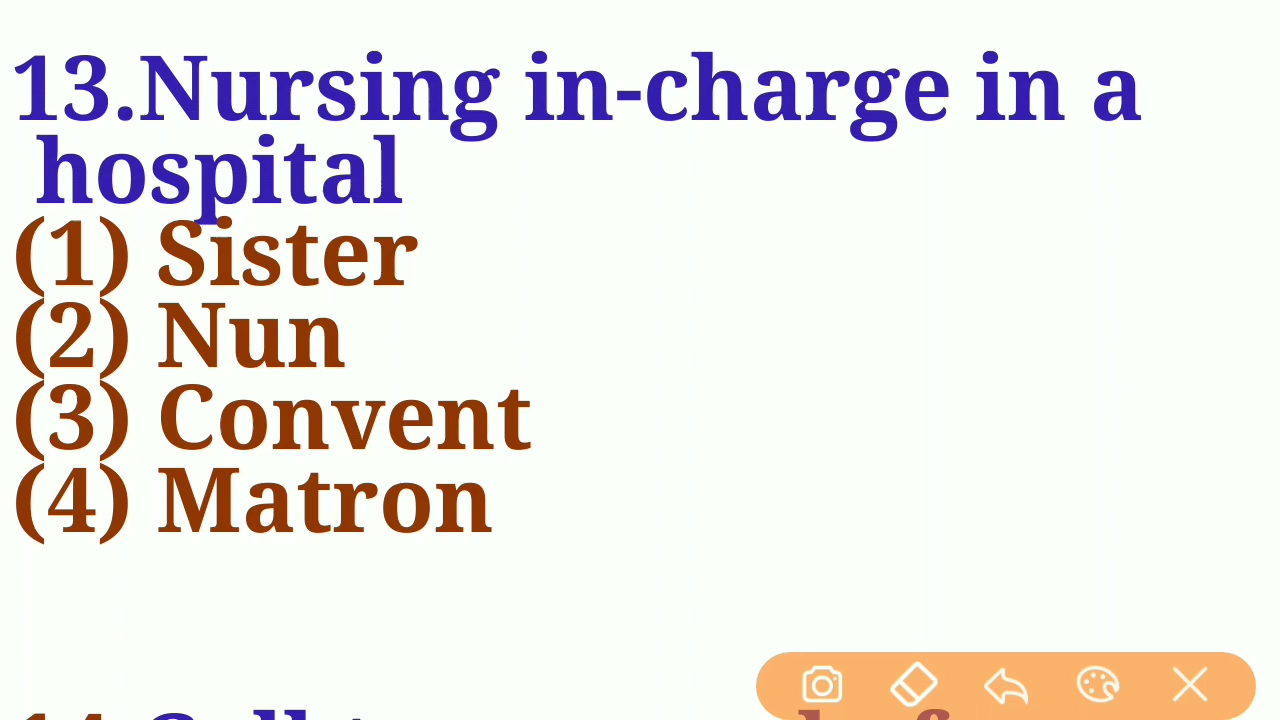 13.Nursing in-charge in a
hospital
(1) Sister
(2) Nun
(3) Convent
(4) Matron